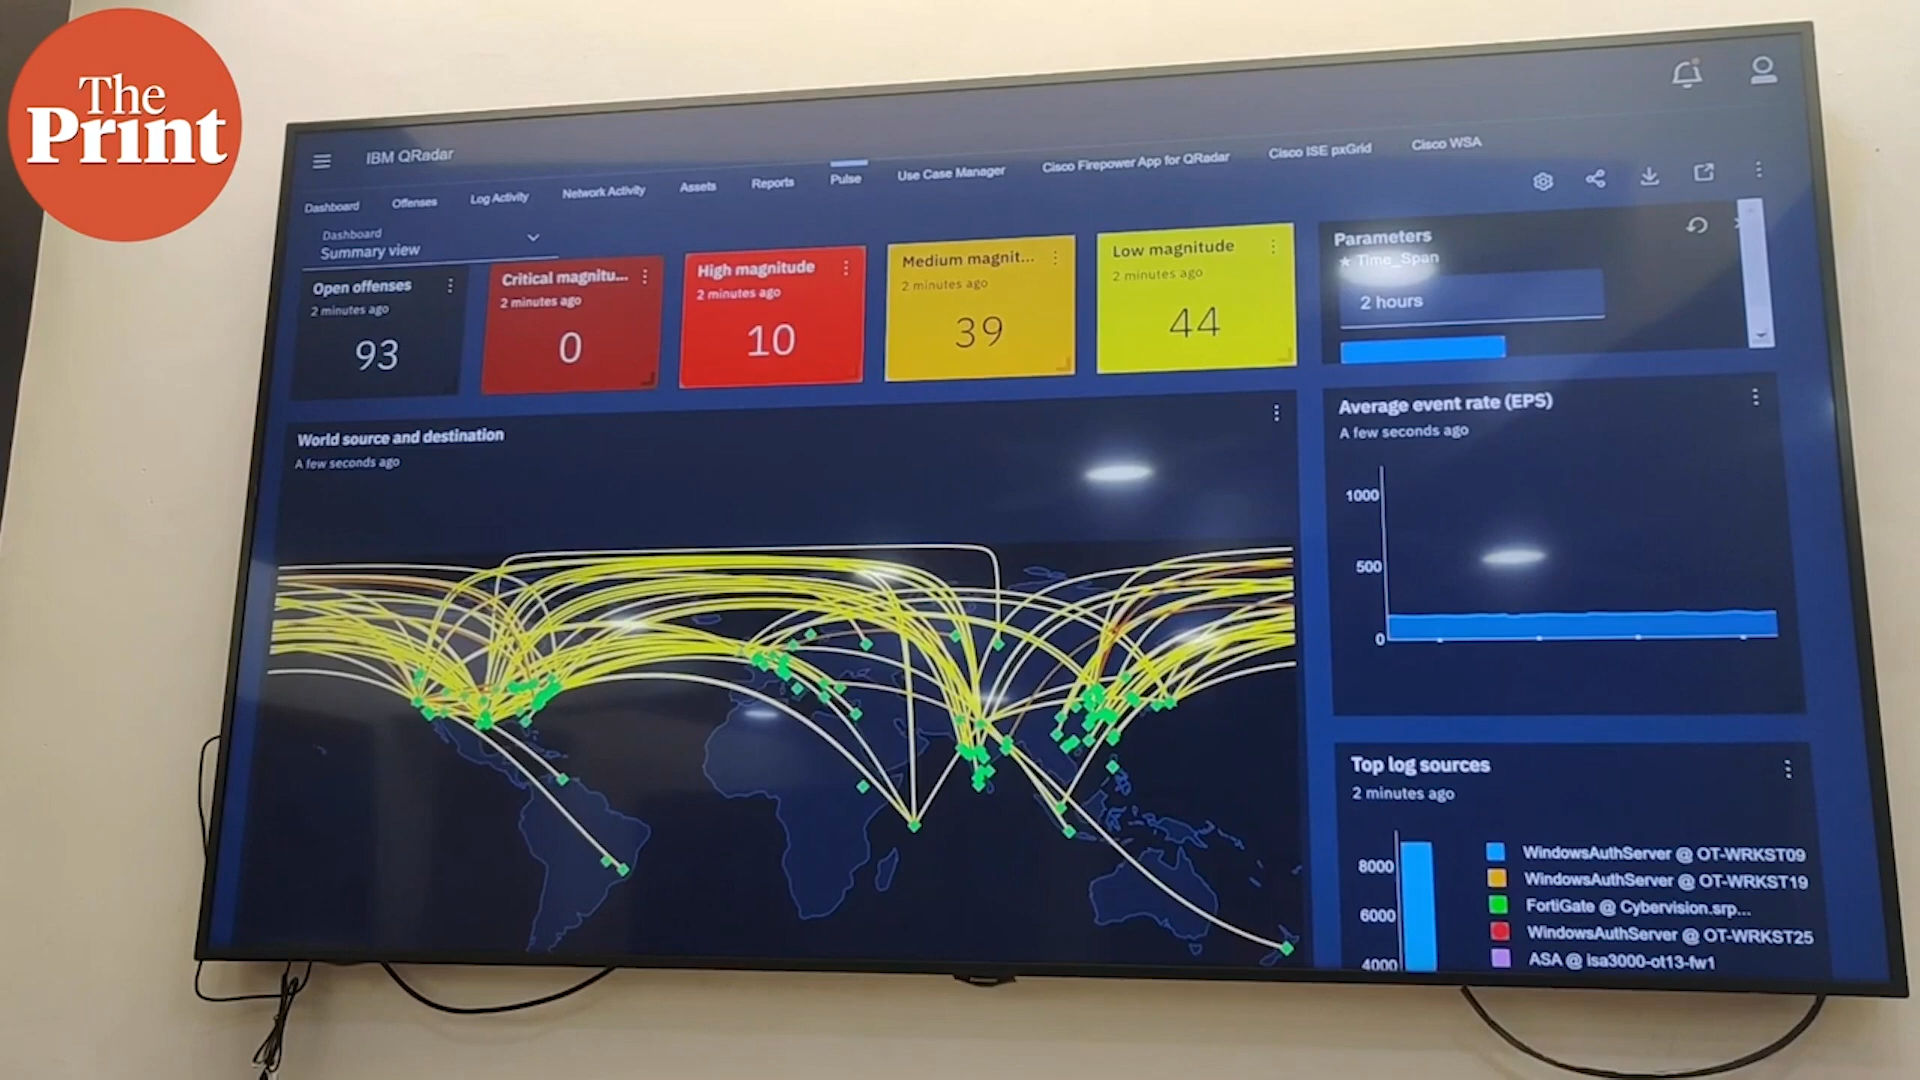 The
Print
IBM QRadar
Dashboard
Offenses
Log Activity
Network Activity
Assets
Reports
Pulse
Use Case Manager
Cisco Firepower App for QRadar
Cisco ISE pxGrid
Cisco WSA
Dashboard
Summary view
Open offenses
2 minutes ago
93
Critical magnitu...
2 minutes ago
0
High magnitude
2 minutes ago
10
Medium magnit...
2 minutes ago
39
Low magnitude
2 minutes ago
44
Parameters
★ Time_Span
2 hours
World source and destination
A few seconds ago
Average event rate (EPS)
A few seconds ago
1000
500
0
Top log sources
2 minutes ago
8000
6000
4000
WindowsAuthServer @ OT-WRKST09
WindowsAuthServer @ OT-WRKST19
FortiGate @ Cybervision.srp...
WindowsAuthServer @ OT-WRKST25
ASA @ isa3000-ot13-fw1